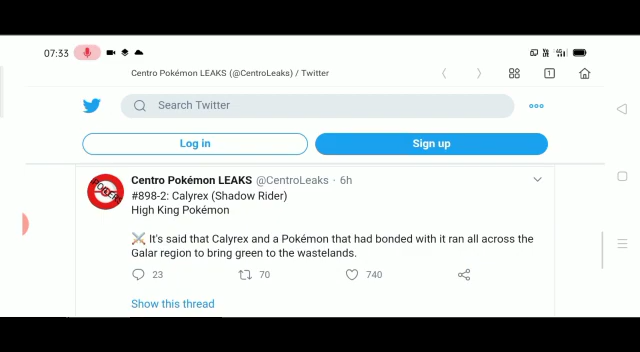 07:33
Centro Pokémon LEAKS (@CentroLeaks) / Twitter
1
Search Twitter
Log in
Sign up
Centro Pokémon LEAKS @CentroLeaks · 6h
#898-2: Calyrex (Shadow Rider)
High King Pokémon
⚔️ It's said that Calyrex and a Pokémon that had bonded with it ran all across the
Galar region to bring green to the wastelands.
23 70 740
Show this thread